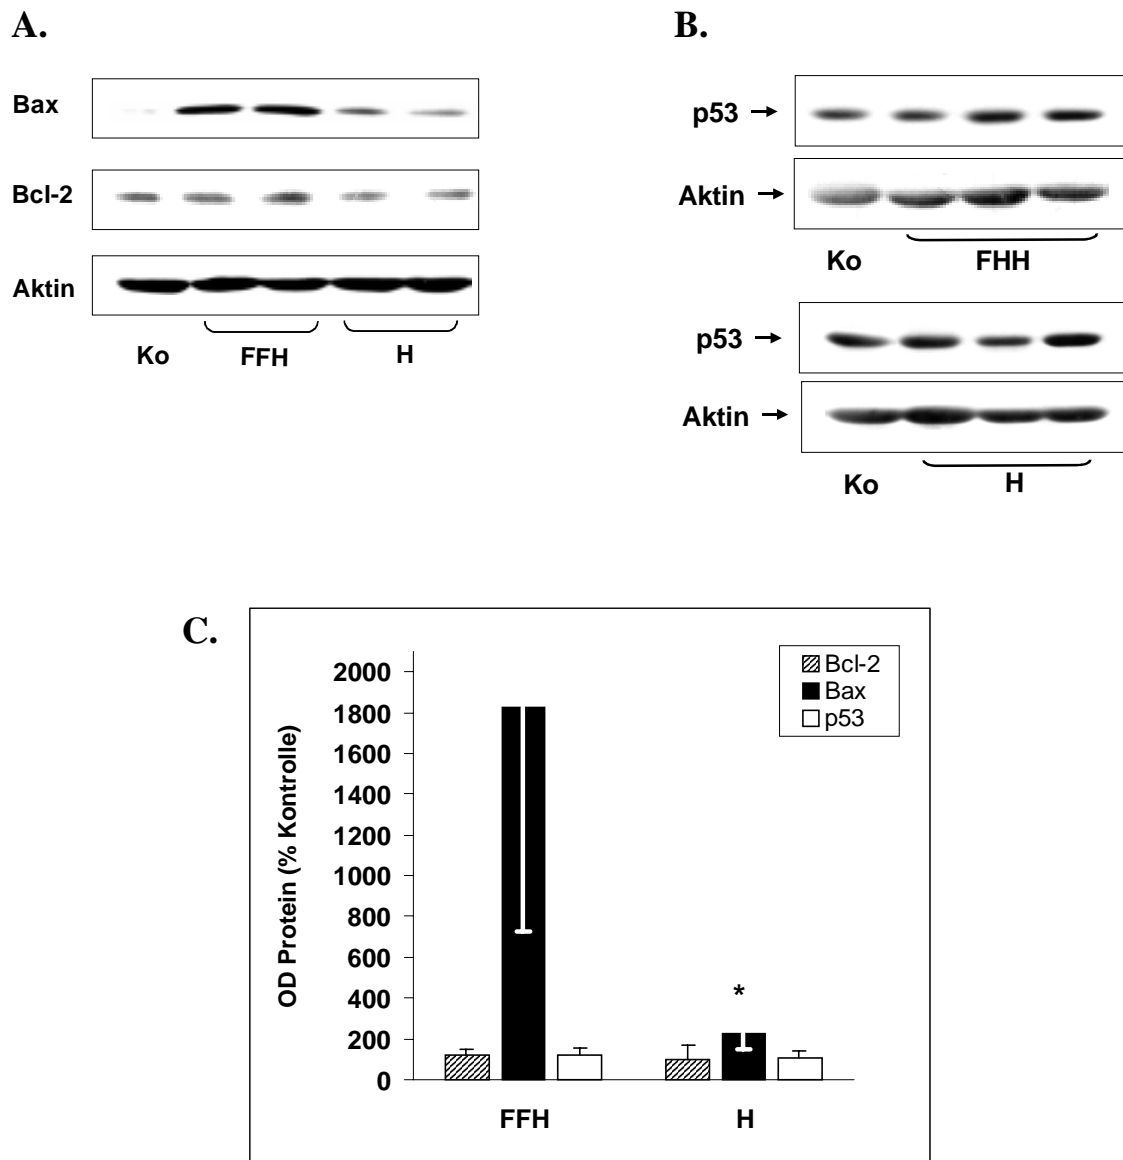 A.
Bax
Bcl-2
Aktin
Ko FFH H
B.
p53
Aktin
Ko FHH
p53
Aktin
Ko H
C.
OD Protein (% Kontrolle)
2000
1800
1600
1400
1200
1000
800
600
400
200
0
Bcl-2
Bax
p53
*
FFH H